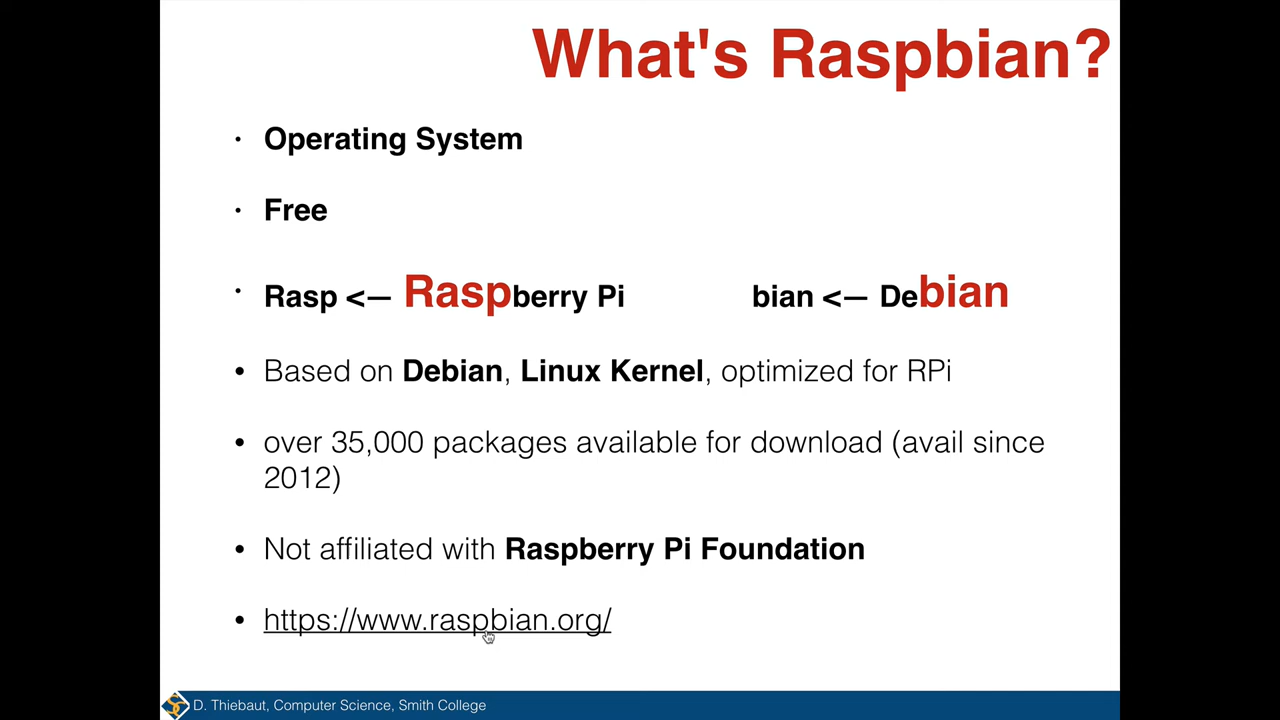 What's Raspbian?
• Operating System
• Free
• Rasp <— Raspberry Pi bian <— Debian
• Based on Debian, Linux Kernel, optimized for RPi
• over 35,000 packages available for download (avail since
2012)
• Not affiliated with Raspberry Pi Foundation
• https://www.raspbian.org/
D. Thiebaut, Computer Science, Smith College